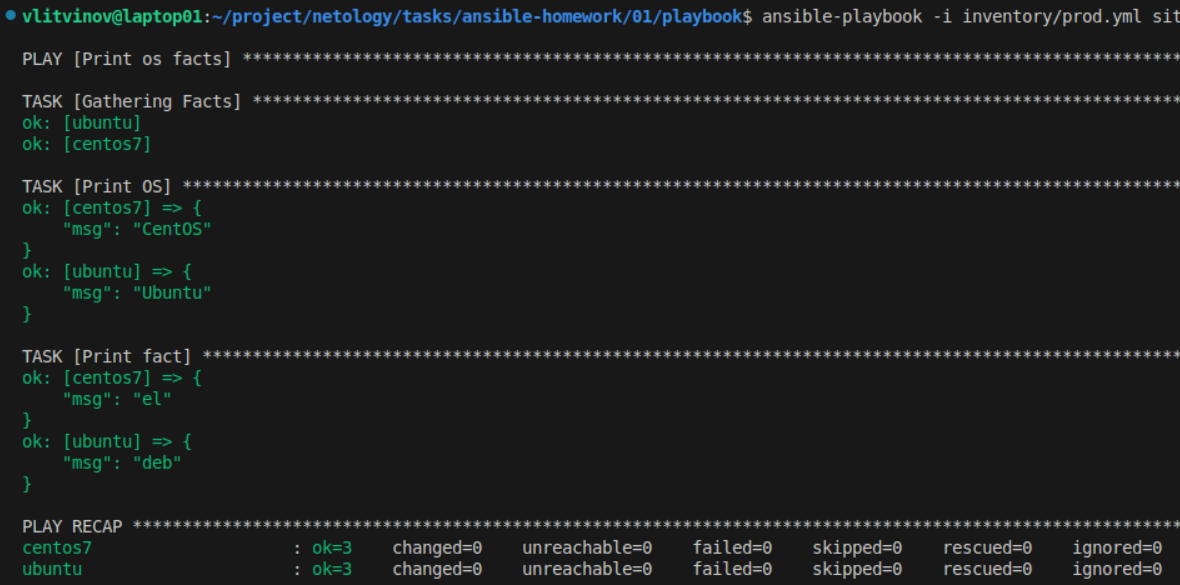 vlitvinov@laptop01:~/project/netology/tasks/ansible-homework/01/playbook$ ansible-playbook -i inventory/prod.yml sit
PLAY [Print os facts] **********************************************************************************************
TASK [Gathering Facts] *********************************************************************************************
ok: [ubuntu]
ok: [centos7]
TASK [Print OS] ****************************************************************************************************
ok: [centos7] => {
    "msg": "CentOS"
}
ok: [ubuntu] => {
    "msg": "Ubuntu"
}
TASK [Print fact] **************************************************************************************************
ok: [centos7] => {
    "msg": "el"
}
ok: [ubuntu] => {
    "msg": "deb"
}
PLAY RECAP *********************************************************************************************************
centos7                    : ok=3    changed=0    unreachable=0    failed=0    skipped=0    rescued=0    ignored=0
ubuntu                     : ok=3    changed=0    unreachable=0    failed=0    skipped=0    rescued=0    ignored=0